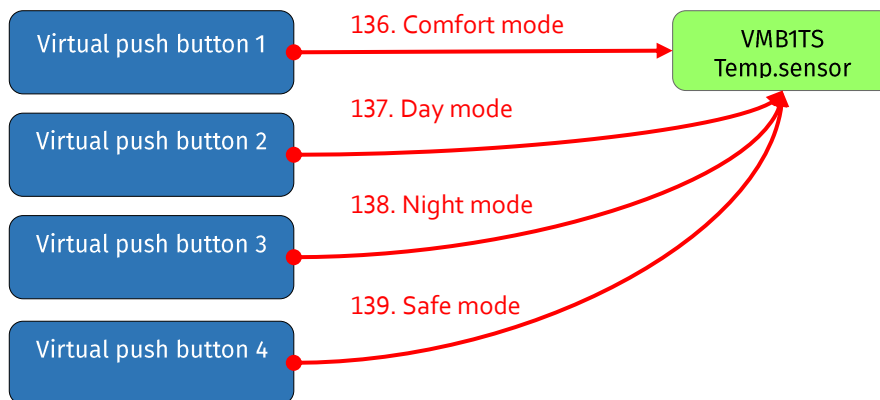 Virtual push button 1
136. Comfort mode
VMB1TS
Temp.sensor
137. Day mode
Virtual push button 2
138. Night mode
Virtual push button 3
139. Safe mode
Virtual push button 4